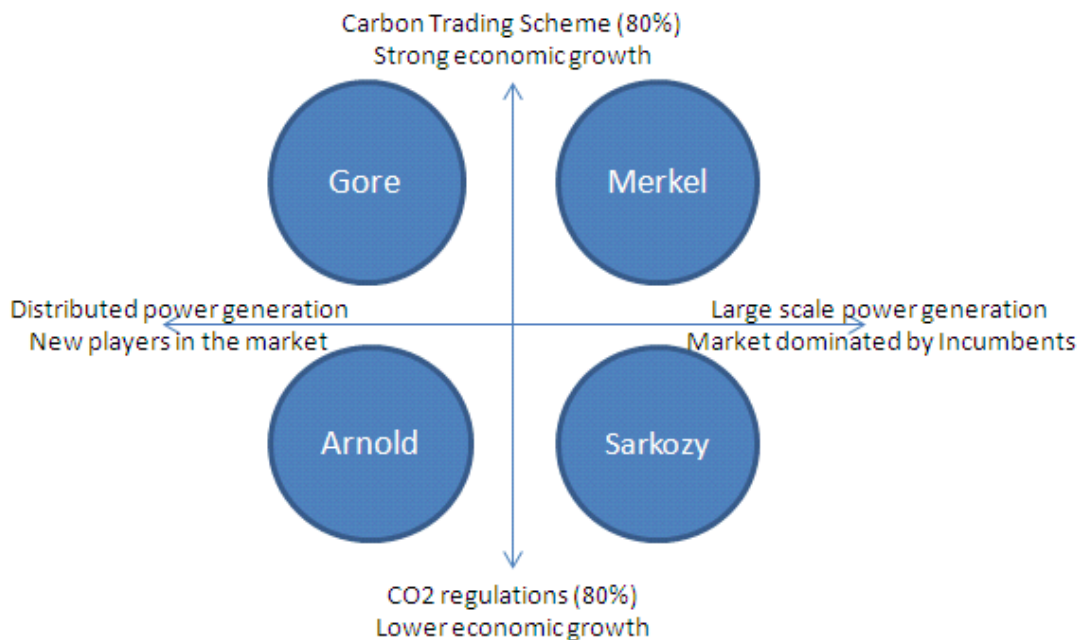 Carbon Trading Scheme (80%)
Strong economic growth
Gore
Merkel
Distributed power generation
New players in the market
Large scale power generation
Market dominated by Incumbents
Arnold
Sarkozy
CO2 regulations (80%)
Lower economic growth